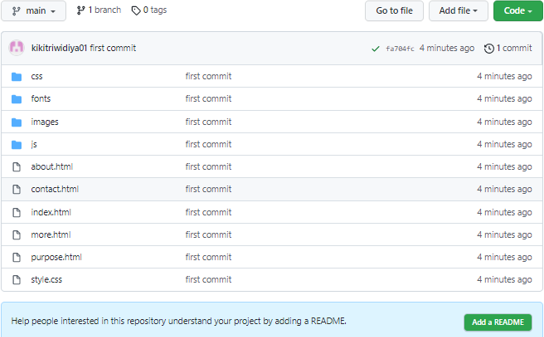 main 1 branch 0 tags Go to file Add file Code
kikitriwidiya01 first commit fa704fc 4 minutes ago 1 commit
css first commit 4 minutes ago
fonts first commit 4 minutes ago
images first commit 4 minutes ago
js first commit 4 minutes ago
about.html first commit 4 minutes ago
contact.html first commit 4 minutes ago
index.html first commit 4 minutes ago
more.html first commit 4 minutes ago
purpose.html first commit 4 minutes ago
style.css first commit 4 minutes ago
Help people interested in this repository understand your project by adding a README. Add a README